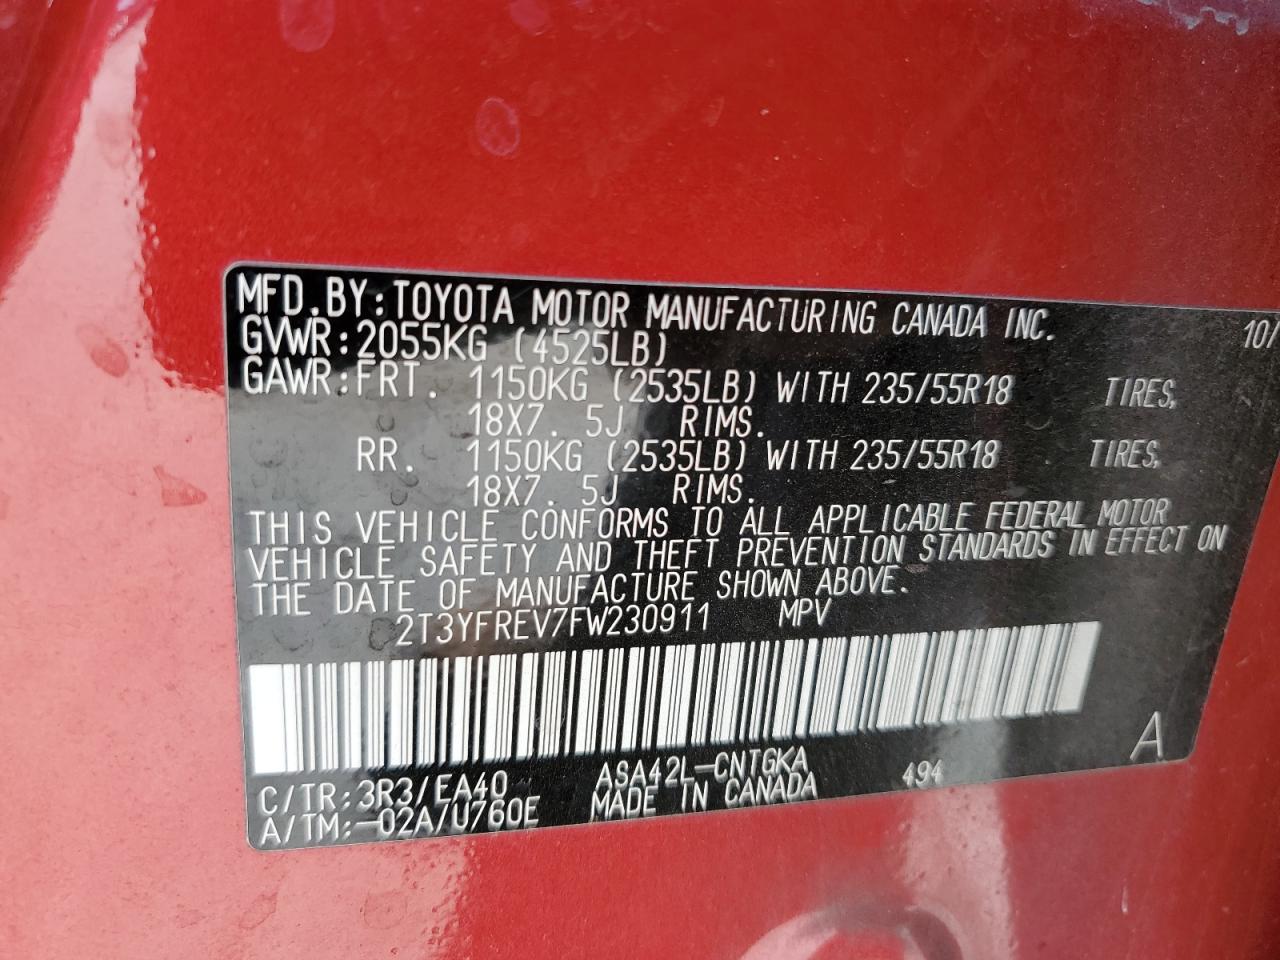 MFD.BY:TOYOTA MOTOR MANUFACTURING CANADA INC. 10/
GVWR:2055KG (4525LB)
GAWR:FRT. 1150KG (2535LB) WITH 235/55R18 TIRES,
18X7.5J RIMS.
RR. 1150KG (2535LB) WITH 235/55R18 TIRES,
18X7.5J RIMS.
THIS VEHICLE CONFORMS TO ALL APPLICABLE FEDERAL MOTOR
VEHICLE SAFETY AND THEFT PREVENTION STANDARDS IN EFFECT ON
THE DATE OF MANUFACTURE SHOWN ABOVE.
2T3YFREV7FW230911 MPV
A
C/TR:3R3/EA40 ASA42L-CNTGKA 494
A/TM:-02A/U760E MADE IN CANADA